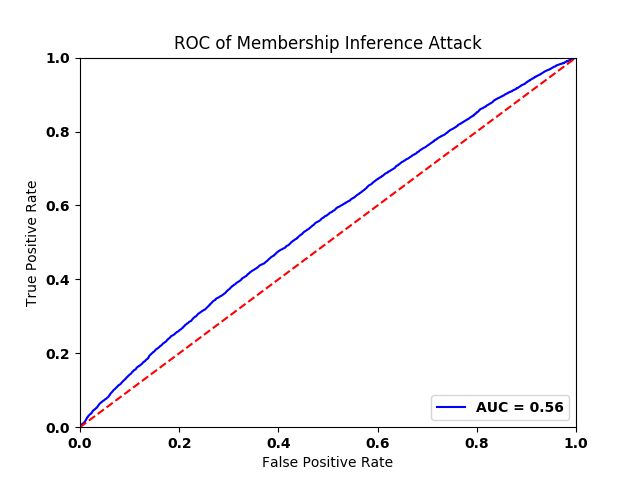 ROC of Membership Inference Attack
True Positive Rate
1.0
0.8
0.6
0.4
0.2
0.0
AUC = 0.56
0.0 0.2 0.4 0.6 0.8 1.0
False Positive Rate